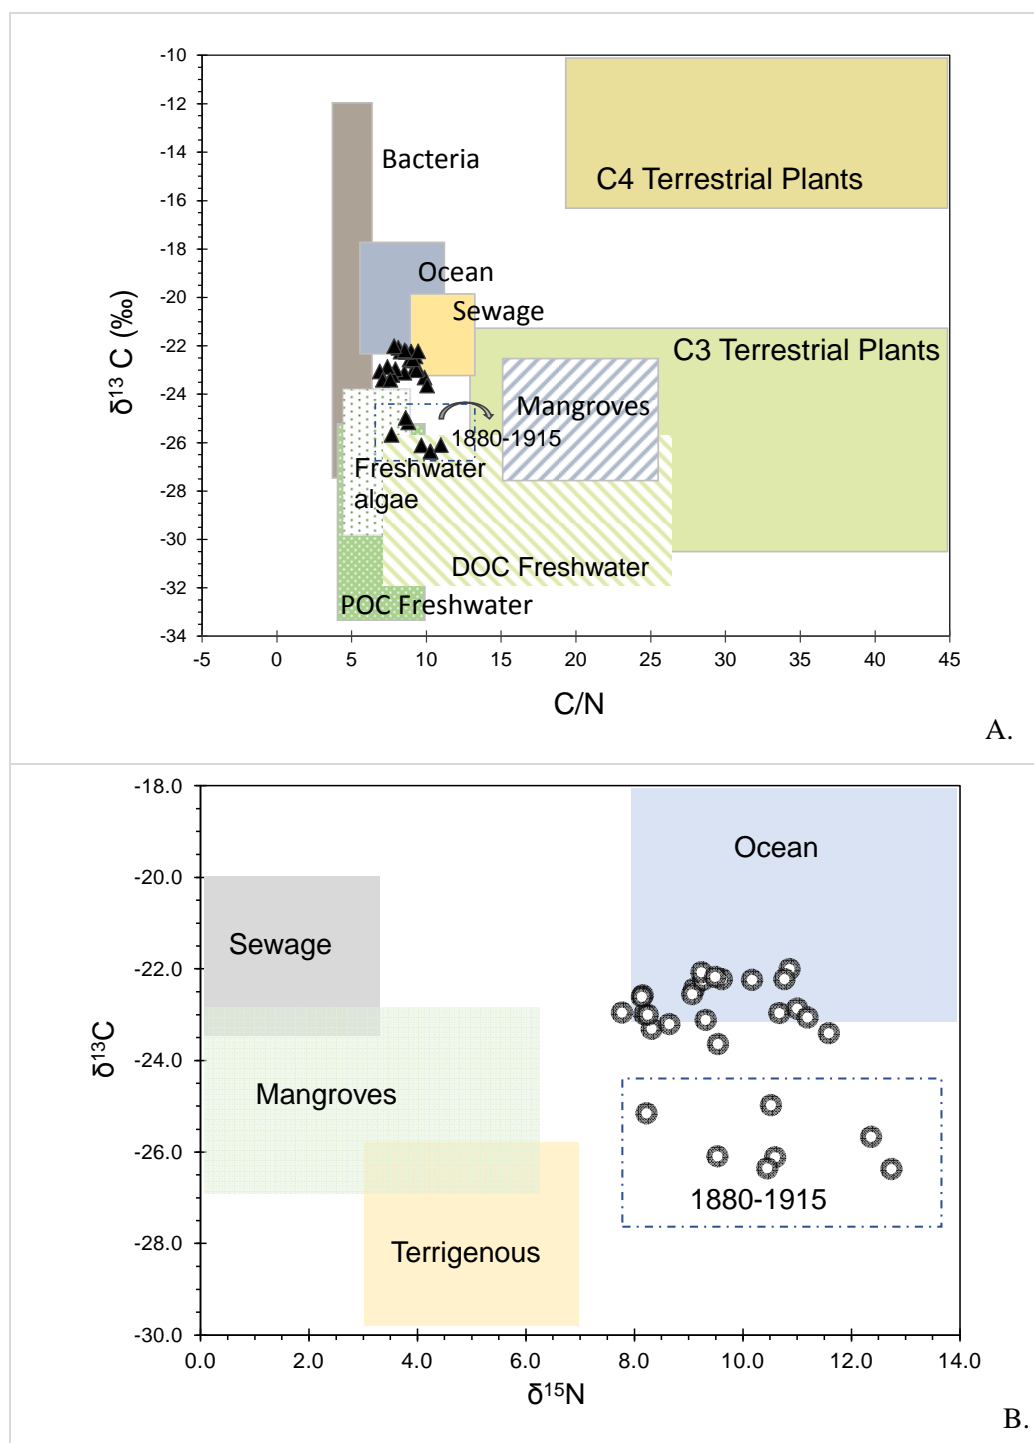 -10
-12
-14
-16
-18
-20
-22
-24
-26
-28
-30
-32
-34
δ¹³ C (‰)
Bacteria
C4 Terrestrial Plants
Ocean
Sewage
C3 Terrestrial Plants
Mangroves
1880-1915
Freshwater
algae
DOC Freshwater
POC Freshwater
-5 0 5 10 15 20 25 30 35 40 45
C/N
A.
-18.0
-20.0
-22.0
-24.0
-26.0
-28.0
-30.0
δ¹³C
Ocean
Sewage
Mangroves
1880-1915
Terrigenous
0.0 2.0 4.0 6.0 8.0 10.0 12.0 14.0
δ¹⁵N
B.